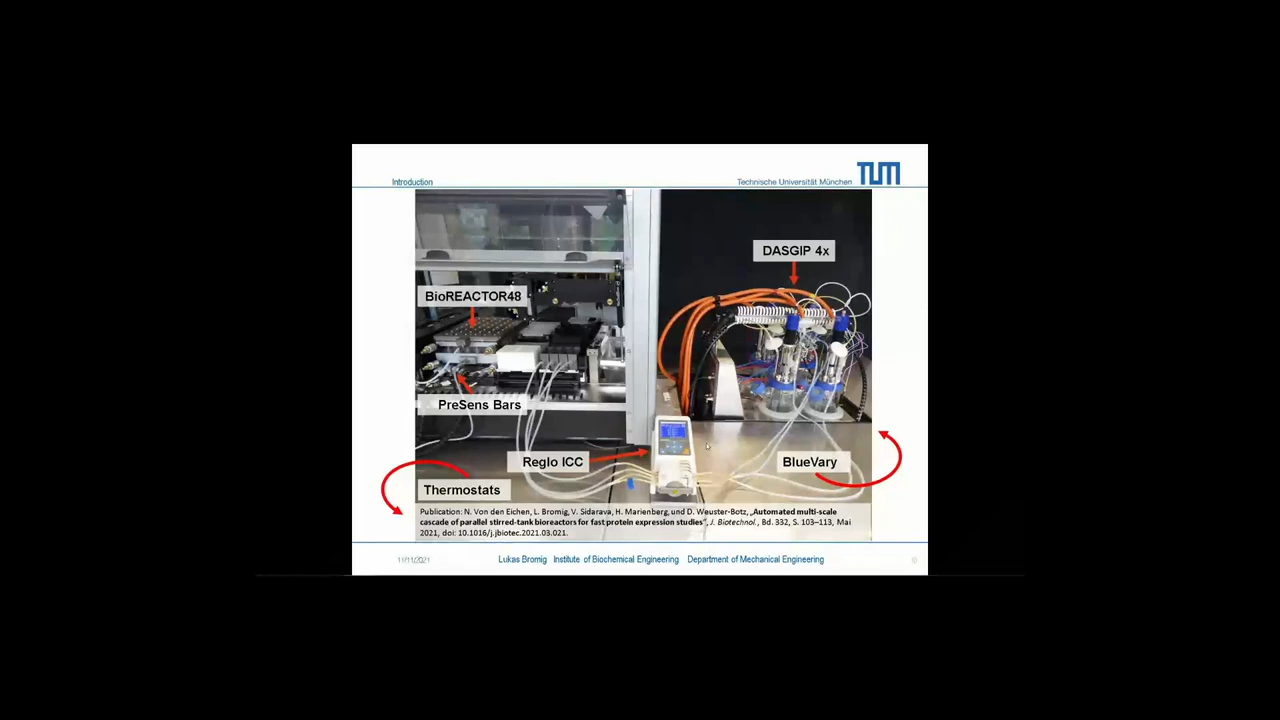 Introduction
Technische Universität München
TUM
DASGIP 4x
BioREACTOR48
PreSens Bars
Reglo ICC
BlueVary
Thermostats
Publication: N. Von den Eichen, L. Bromig, V. Sidarava, H. Marienberg, und D. Weuster-Botz, „Automated multi-scale
cascade of parallel stirred-tank bioreactors for fast protein expression studies", J. Biotechnol., Bd. 332, S. 103–113, Mai
2021, doi: 10.1016/j.jbiotec.2021.03.021.
11/11/2021
Lukas Bromig Institute of Biochemical Engineering Department of Mechanical Engineering